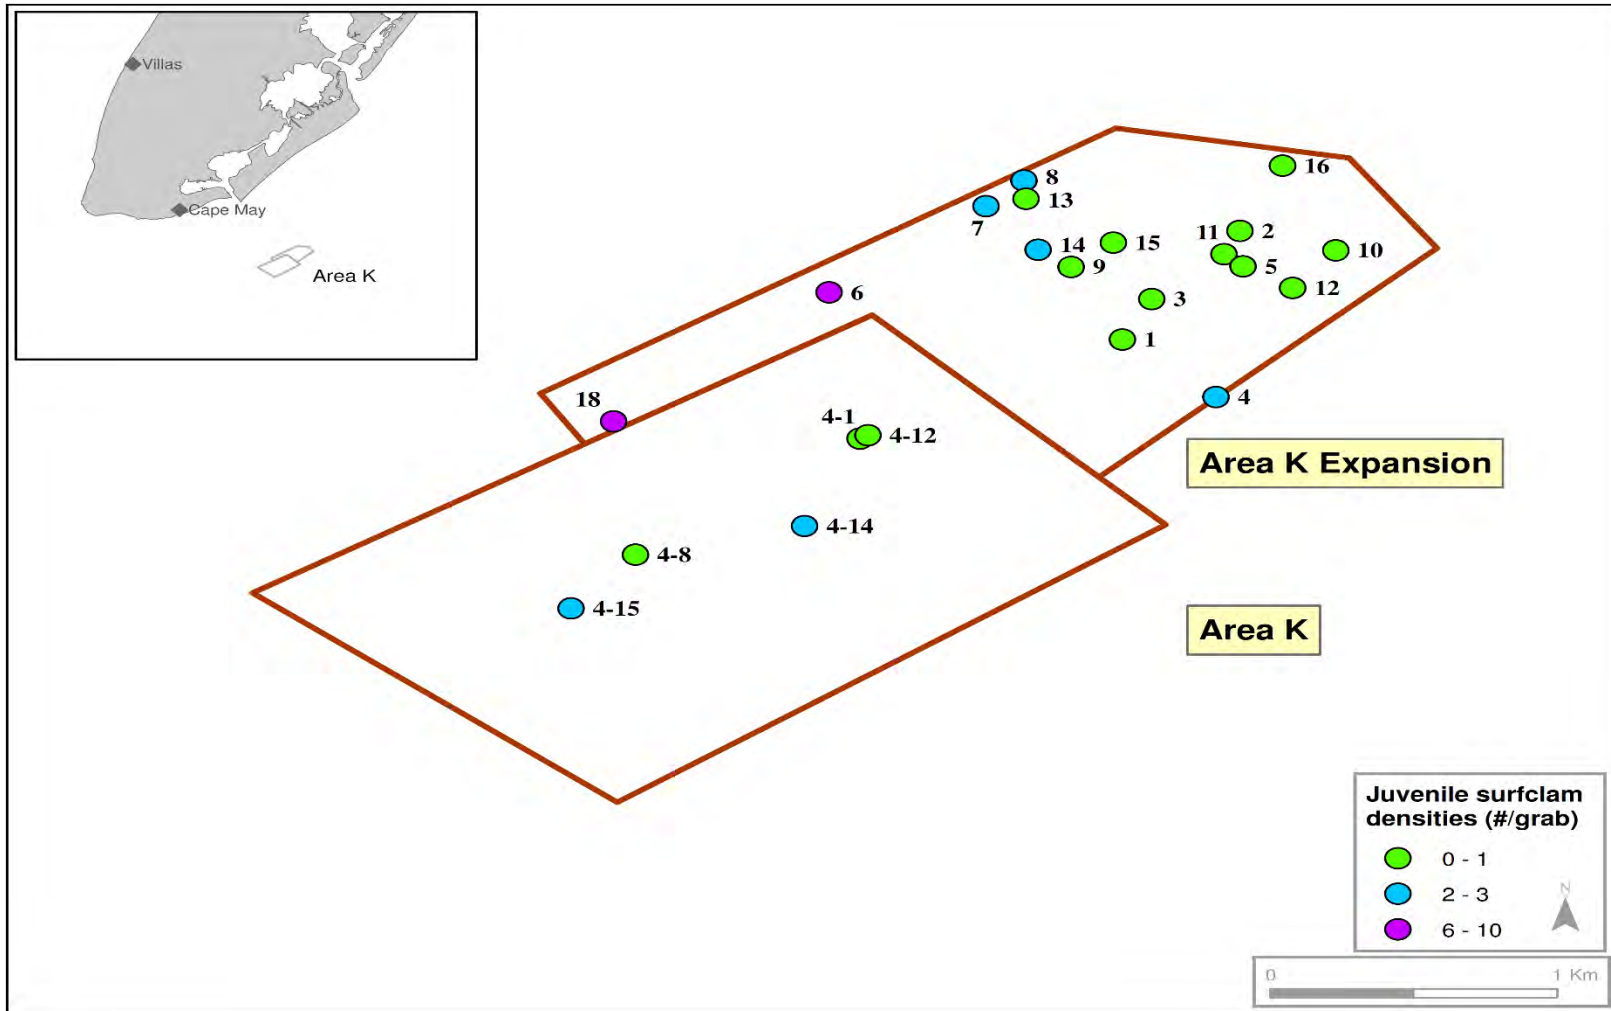 Villas
Cape May
Area K
16
8
13
7
2
11
10
15
14
5
9
12
6
3
1
4
18
4-1
4-12
Area K Expansion
4-14
4-8
4-15
Area K
Juvenile surfclam
densities (#/grab)
0 - 1
2 - 3
6 - 10
N
0 1 Km